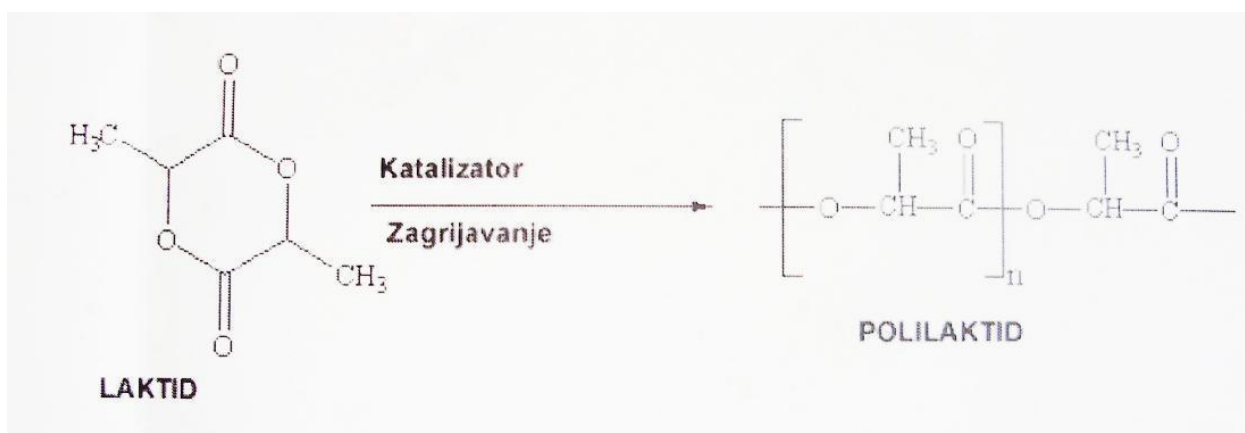 O
H₃C
O
CH₃ O
CH₃ O
Katalizator
O CH C O CH C
n
Zagrijavanje
O
CH₃
O
POLILAKTID
LAKTID